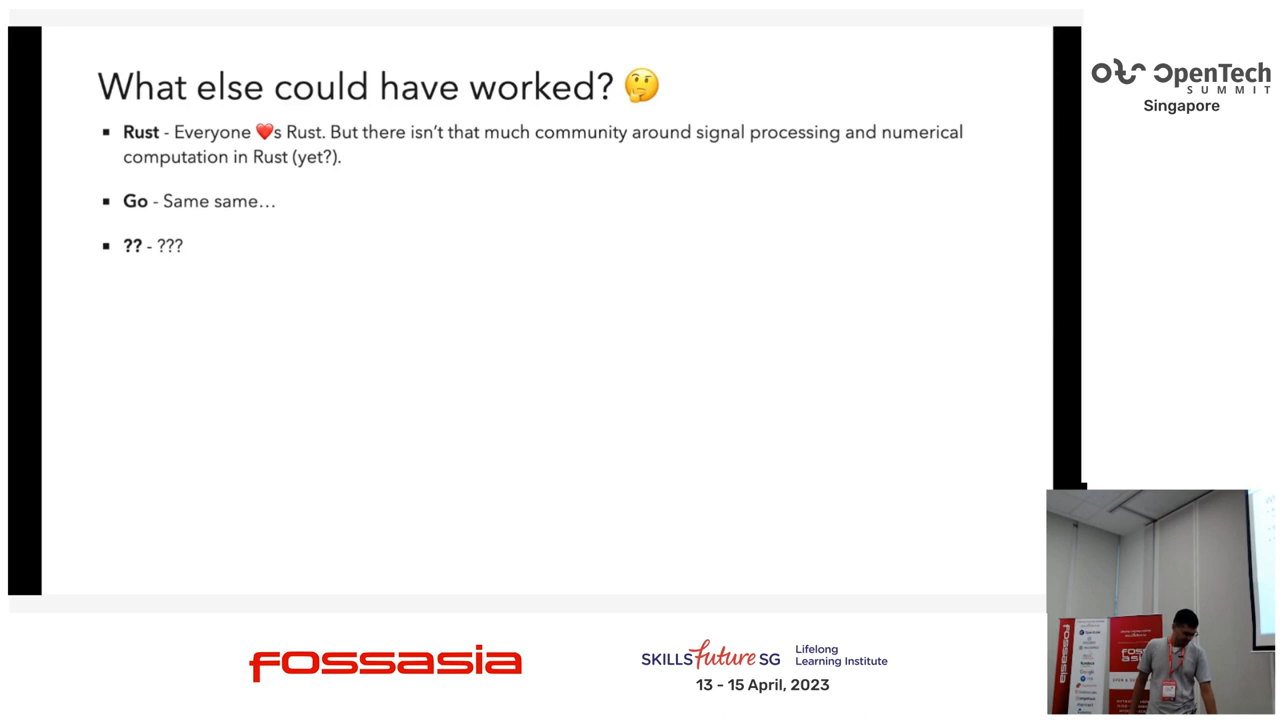 What else could have worked? 🤔
▪ Rust - Everyone ❤️s Rust. But there isn't that much community around signal processing and numerical
computation in Rust (yet?).
▪ Go - Same same…
▪ ?? - ???
OpenTech
SUMMIT
Singapore
fossasia
fossasia
SKILLSfuture SG
Lifelong
Learning Institute
13 - 15 April, 2023